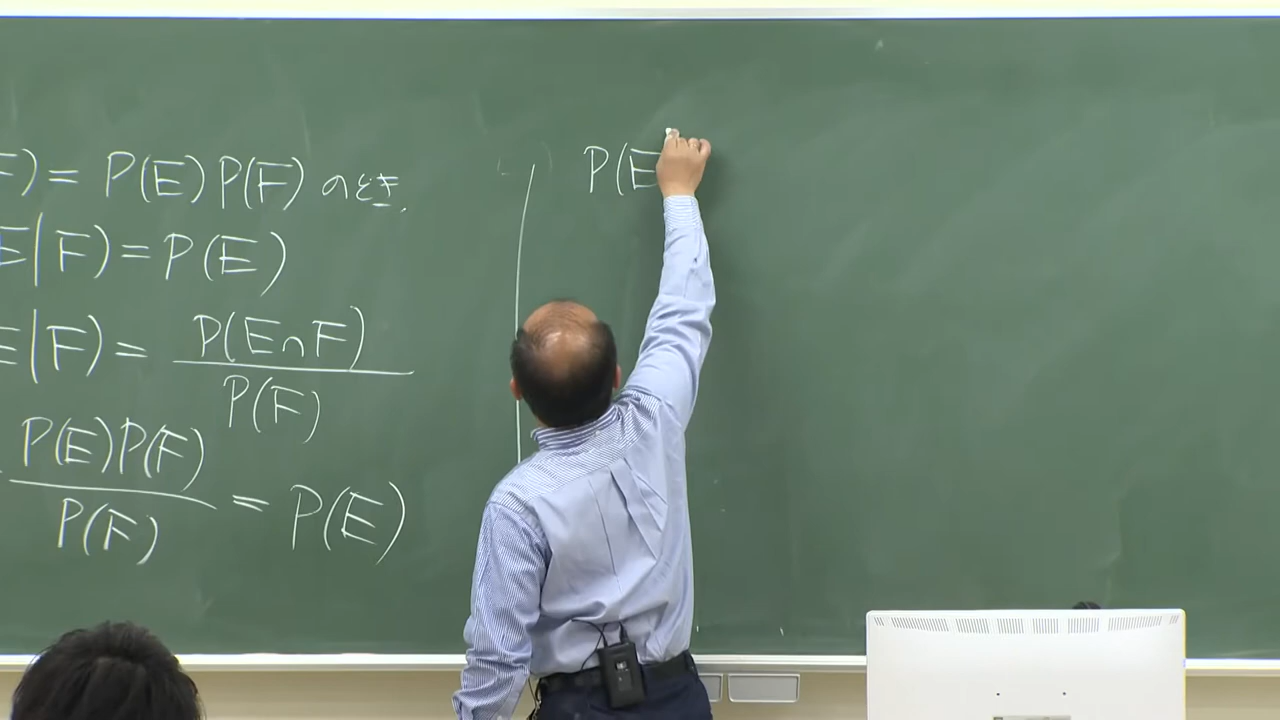 F) = P(E)P(F) のとき.
E|F) = P(E)
E|F) = P(E∩F) / P(F)
P(E)P(F) / P(F) = P(E)
P(E